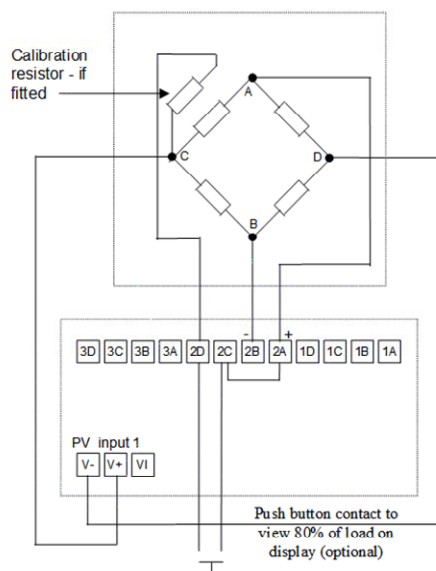 Calibration
resistor - if
fitted
A
C
D
B
- +
3D 3C 3B 3A 2D 2C 2B 2A 1D 1C 1B 1A
PV input 1
V- V+ VI
Push button contact to
view 80% of load on
display (optional)